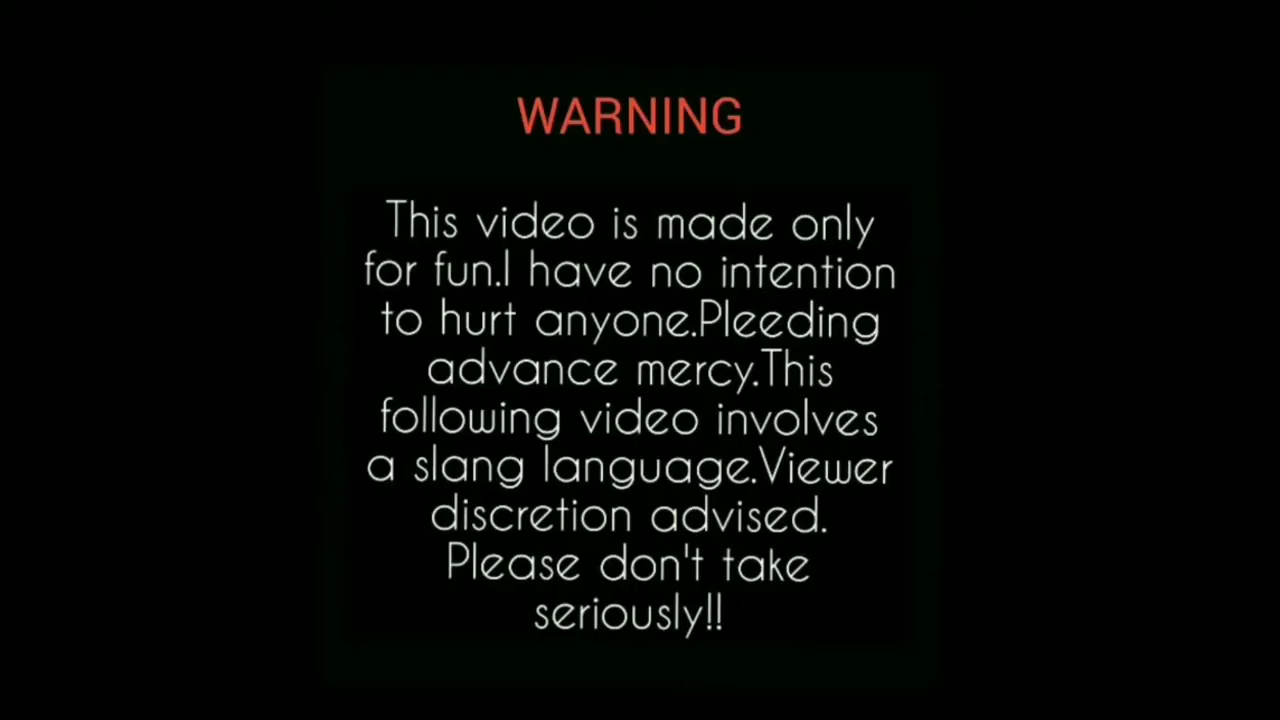 WARNING
This video is made only
for fun.I have no intention
to hurt anyone.Pleeding
advance mercy.This
following video involves
a slang language.Viewer
discretion advised.
Please don't take
seriously!!